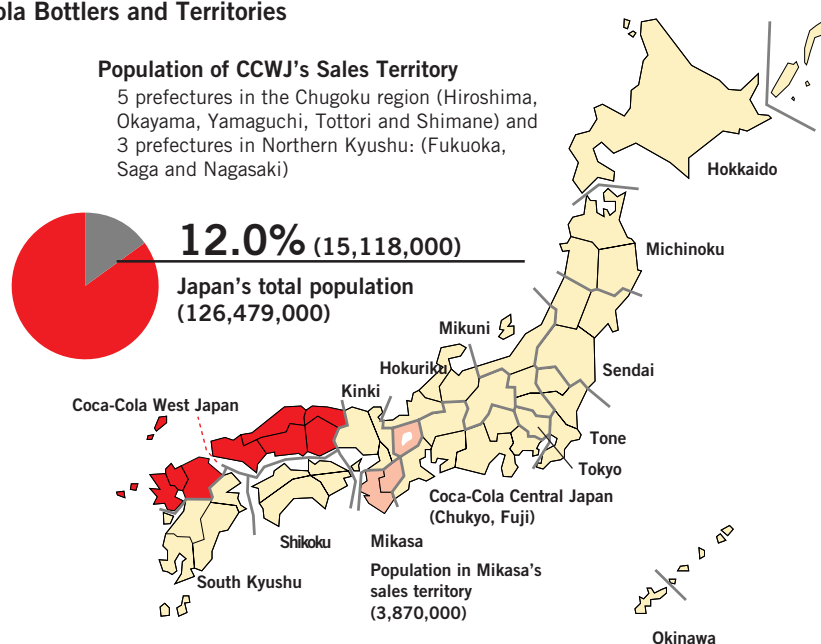 ola Bottlers and Territories
Population of CCWJ's Sales Territory
5 prefectures in the Chugoku region (Hiroshima,
Okayama, Yamaguchi, Tottori and Shimane) and
3 prefectures in Northern Kyushu: (Fukuoka,
Saga and Nagasaki)
12.0% (15,118,000)
Japan's total population
(126,479,000)
Hokkaido
Michinoku
Mikuni
Hokuriku
Sendai
Kinki
Coca-Cola West Japan
Tone
Tokyo
Coca-Cola Central Japan
(Chukyo, Fuji)
Shikoku
Mikasa
South Kyushu
Population in Mikasa's
sales territory
(3,870,000)
Okinawa